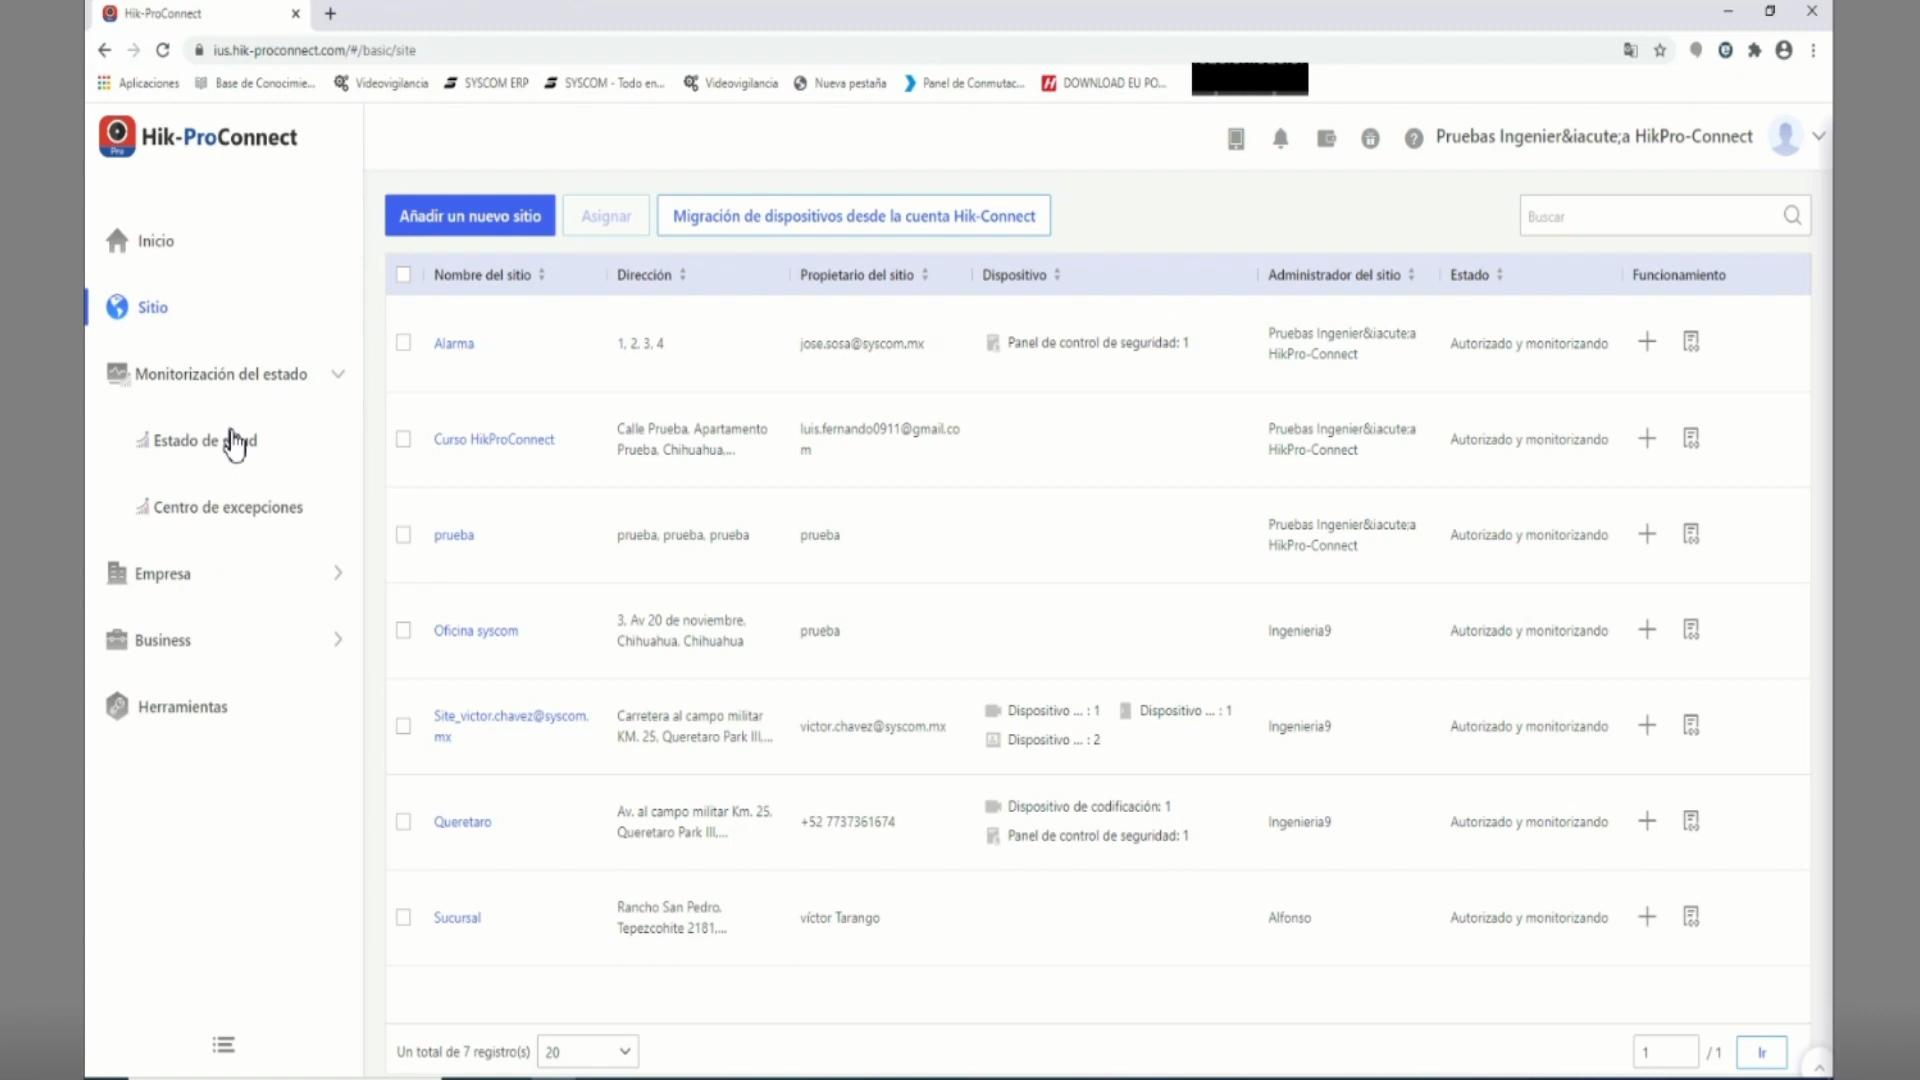 Hik-ProConnect
ius.hik-proconnect.com/#/basic/site
Aplicaciones Base de Conocimie... Videovigilancia SYSCOM ERP SYSCOM - Todo en... Videovigilancia Nueva pestaña Panel de Conmutac... DOWNLOAD EU PO...
Hik-ProConnect
Pruebas Ingenier&iacute;a HikPro-Connect
Inicio
Sitio
Monitorización del estado
Estado de
Centro de excepciones
Empresa
Business
Herramientas
Añadir un nuevo sitio Asignar Migración de dispositivos desde la cuenta Hik-Connect Buscar
Nombre del sitio Dirección Propietario del sitio Dispositivo Administrador del sitio Estado Funcionamiento
Alarma 1, 2, 3, 4 jose.sosa@syscom.mx Panel de control de seguridad: 1 Pruebas Ingenier&iacute;a Autorizado y monitorizando
HikPro-Connect
Curso HikProConnect Calle Prueba, Apartamento luis.fernando0911@gmail.co Pruebas Ingenier&iacute;a Autorizado y monitorizando
Prueba, Chihuahua,... m HikPro-Connect
prueba prueba, prueba, prueba prueba Pruebas Ingenier&iacute;a Autorizado y monitorizando
HikPro-Connect
Oficina syscom 3, Av 20 de noviembre, prueba Ingenieria9 Autorizado y monitorizando
Chihuahua, Chihuahua
Site_victor.chavez@syscom. Carretera al campo militar victor.chavez@syscom.mx Dispositivo ... : 1 Dispositivo ... : 1 Ingenieria9 Autorizado y monitorizando
mx KM. 25, Queretaro Park III,... Dispositivo ... : 2
Queretaro Av. al campo militar Km. 25, +52 7737361674 Dispositivo de codificación: 1 Ingenieria9 Autorizado y monitorizando
Queretaro Park III,... Panel de control de seguridad: 1
Sucursal Rancho San Pedro, víctor Tarango Alfonso Autorizado y monitorizando
Tepezcohite 2181,...
Un total de 7 registro(s) 20 1 / 1 Ir